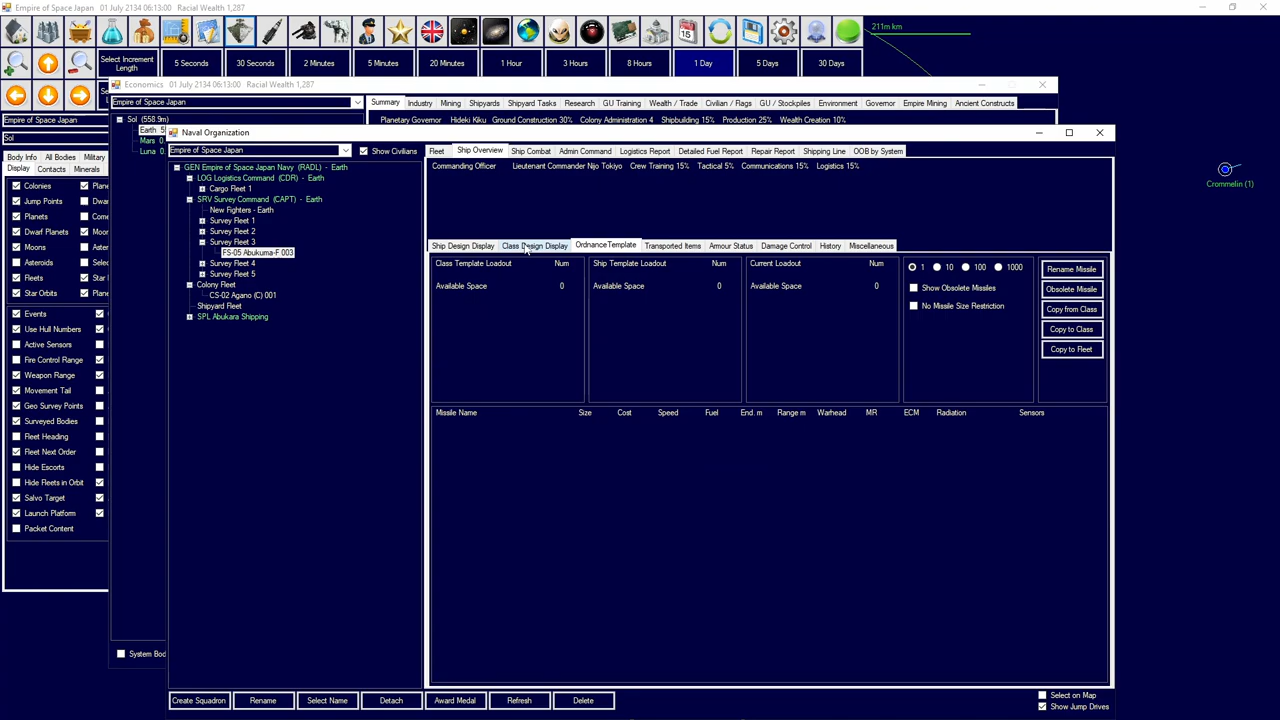 Empire of Space Japan   01 July 2134 06:13:00   Racial Wealth 1,287
211m km
Select Increment Length
5 Seconds
30 Seconds
2 Minutes
5 Minutes
20 Minutes
1 Hour
3 Hours
8 Hours
1 Day
5 Days
30 Days
Economics   01 July 2134 06:13:00   Racial Wealth 1,287
Empire of Space Japan
Summary
Industry
Mining
Shipyards
Shipyard Tasks
Research
GU Training
Wealth / Trade
Civilian / Flags
GU / Stockpiles
Environment
Governor
Empire Mining
Ancient Constructs
Empire of Space Japan
Sol (558.9m)
Planetary Governor   Hideki Kiku   Ground Construction 30%   Colony Administration 4   Shipbuilding 15%   Production 25%   Wealth Creation 10%
Earth
Mars
Luna
Sol
Body Info
All Bodies
Military
Display
Contacts
Minerals
Colonies
Jump Points
Planets
Dwarf Planets
Moons
Asteroids
Fleets
Star Orbits
Events
Use Hull Numbers
Active Sensors
Fire Control Range
Weapon Range
Movement Tail
Geo Survey Points
Surveyed Bodies
Fleet Heading
Fleet Next Order
Hide Escorts
Hide Fleets in Orbit
Salvo Target
Launch Platform
Packet Content
System Bod
Naval Organization
Empire of Space Japan
Show Civilians
GEN Empire of Space Japan Navy (RADL) - Earth
LOG Logistics Command (CDR) - Earth
Cargo Fleet 1
SRV Survey Command (CAPT) - Earth
New Fighters - Earth
Survey Fleet 1
Survey Fleet 2
Survey Fleet 3
FS-05 Abukuma-F 003
Survey Fleet 4
Survey Fleet 5
Colony Fleet
CS-02 Agano (C) 001
Shipyard Fleet
SPL Abukara Shipping
Fleet
Ship Overview
Ship Combat
Admin Command
Logistics Report
Detailed Fuel Report
Repair Report
Shipping Line
OOB by System
Commanding Officer   Lieutenant Commander Nijo Tokiyo   Crew Training 15%   Tactical 5%   Communications 15%   Logistics 15%
Ship Design Display
Class Design Display
Ordnance Template
Transported Items
Armour Status
Damage Control
History
Miscellaneous
Class Template Loadout   Num
Available Space   0
Ship Template Loadout   Num
Available Space   0
Current Loadout   Num
Available Space   0
1   10   100   1000
Show Obsolete Missiles
No Missile Size Restriction
Rename Missile
Obsolete Missile
Copy from Class
Copy to Class
Copy to Fleet
Missile Name   Size   Cost   Speed   Fuel   End. m   Range m   Warhead   MR   ECM   Radiation   Sensors
Create Squadron
Rename
Select Name
Detach
Award Medal
Refresh
Delete
Select on Map
Show Jump Drives
Crommelin (1)